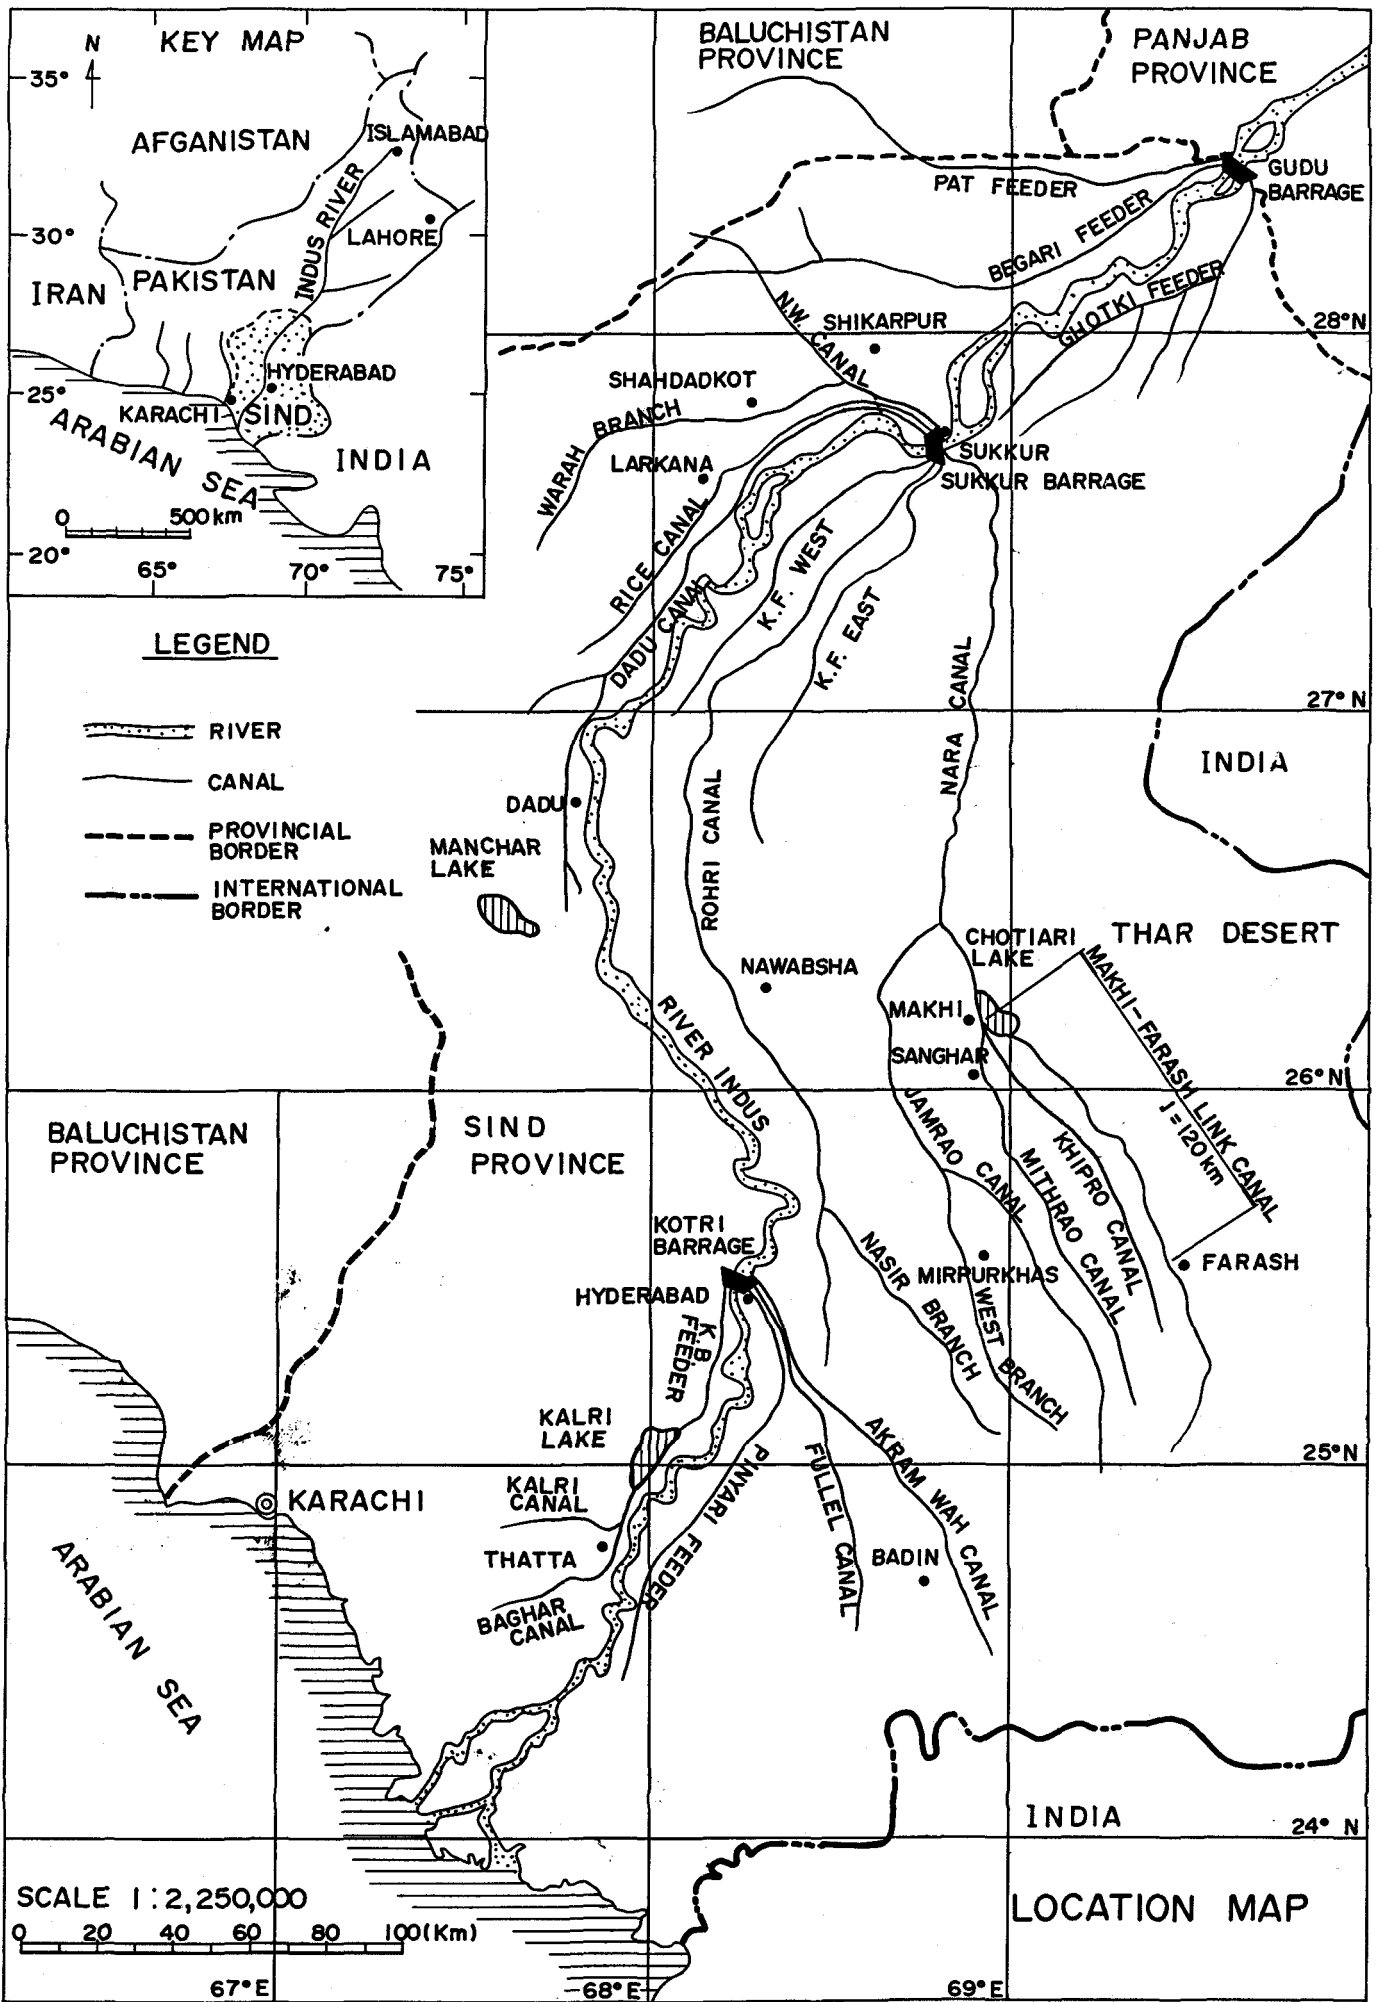 KEY MAP
N
35°
30°
25°
20°
65°
70°
75°
AFGANISTAN
ISLAMABAD
INDUS RIVER
LAHORE
IRAN
PAKISTAN
HYDERABAD
KARACHI
SIND
INDIA
ARABIAN SEA
0 500 km
LEGEND
RIVER
CANAL
PROVINCIAL
BORDER
INTERNATIONAL
BORDER
BALUCHISTAN
PROVINCE
PANJAB
PROVINCE
GUDU
BARRAGE
PAT FEEDER
BEGARI FEEDER
GHOTKI FEEDER
28°N
N.W. CANAL
SHIKARPUR
SHAHDADKOT
WARAH BRANCH
LARKANA
SUKKUR
SUKKUR BARRAGE
RICE CANAL
DADU CANAL
K.F. WEST
K.F. EAST
NARA CANAL
27° N
INDIA
ROHRI CANAL
DADU
MANCHAR
LAKE
CHOTIARI
LAKE
THAR DESERT
NAWABSHA
MAKHI
SANGHAR
MAKHI-FARASH LINK CANAL
l=120km
RIVER INDUS
26°N
BALUCHISTAN
PROVINCE
SIND
PROVINCE
JAMRAO CANAL
MITHRAO CANAL
KHIPRO CANAL
KOTRI
BARRAGE
NASIR BRANCH
MIRPURKHAS
WEST BRANCH
FARASH
HYDERABAD
K.B.
FEEDER
KALRI
LAKE
25°N
KALRI
CANAL
KARACHI
PINYARI FEEDER
FULLEL CANAL
AKRAM WAH CANAL
THATTA
BADIN
BAGHAR
CANAL
ARABIAN SEA
INDIA
24° N
SCALE 1:2,250,000
0 20 40 60 80 100(Km)
LOCATION MAP
67°E
68°E
69°E